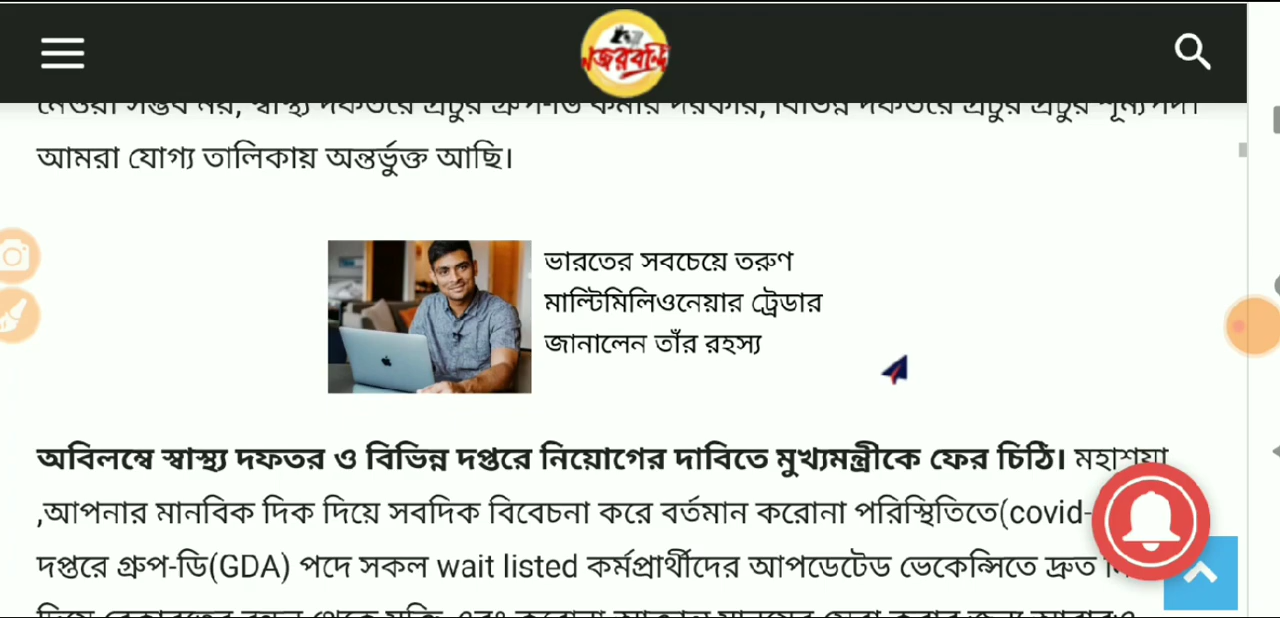 নজরবন্দি
আমরা যোগ্য তালিকায় অন্তর্ভুক্ত আছি।
ভারতের সবচেয়ে তরুণ
মাল্টিমিলিওনেয়ার ট্রেডার
জানালেন তাঁর রহস্য
অবিলম্বে স্বাস্থ্য দফতর ও বিভিন্ন দপ্তরে নিয়োগের দাবিতে মুখ্যমন্ত্রীকে ফের চিঠি। মহাশয়া
,আপনার মানবিক দিক দিয়ে সবদিক বিবেচনা করে বর্তমান করোনা পরিস্থিতিতে(covid-
দপ্তরে গ্রুপ-ডি(GDA) পদে সকল wait listed কর্মপ্রার্থীদের আপডেটেড ভেকেন্সিতে দ্রুত